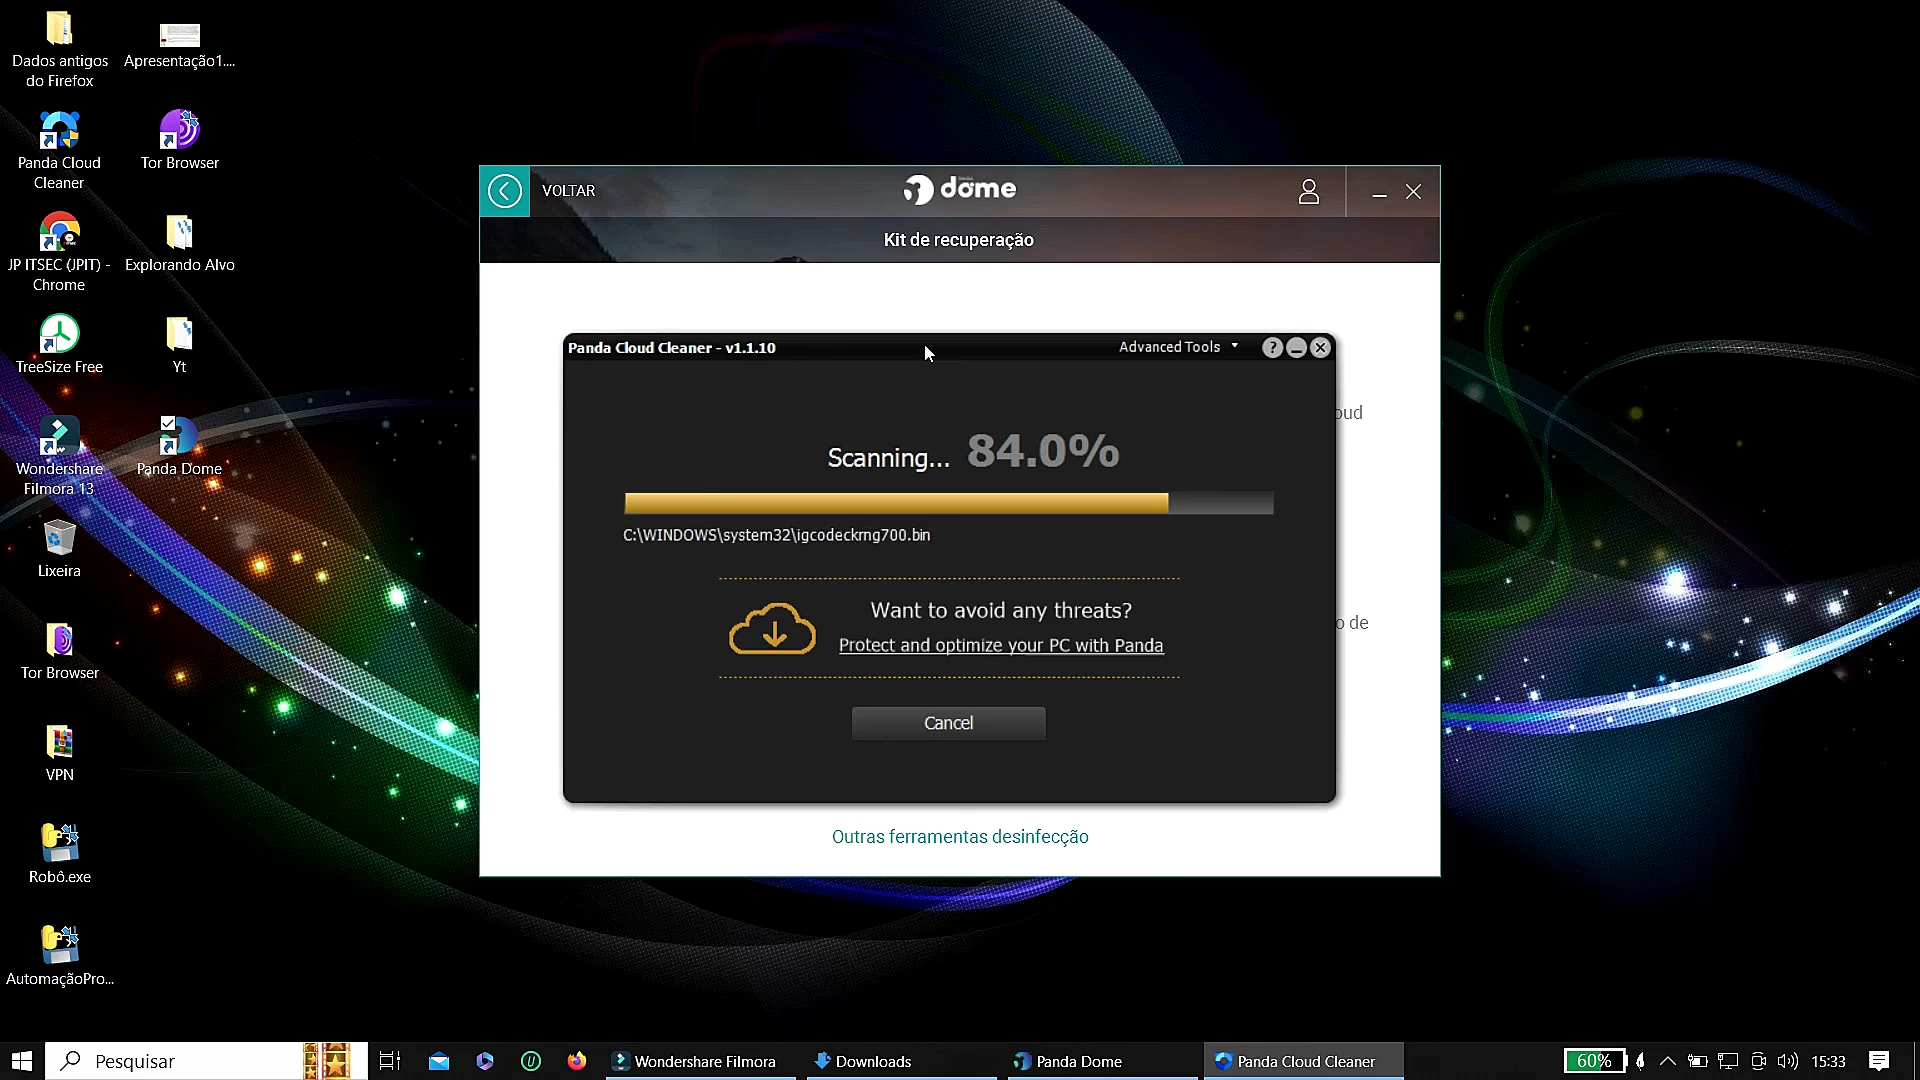 Dados antigos
do Firefox
Apresentação1....
Panda Cloud
Cleaner
Tor Browser
JP ITSEC (JPIT) -
Chrome
Explorando Alvo
TreeSize Free
Yt
Wondershare
Filmora 13
Panda Dome
Lixeira
Tor Browser
VPN
Robô.exe
AutomaçãoPro...
VOLTAR
dome
Kit de recuperação
Panda Cloud Cleaner - v1.1.10
Advanced Tools
?
oud
Scanning... 84.0%
C:\WINDOWS\system32\igcodeckrng700.bin
Want to avoid any threats?
Protect and optimize your PC with Panda
o de
Cancel
Outras ferramentas desinfecção
Pesquisar
Wondershare Filmora
Downloads
Panda Dome
Panda Cloud Cleaner
60%
15:33